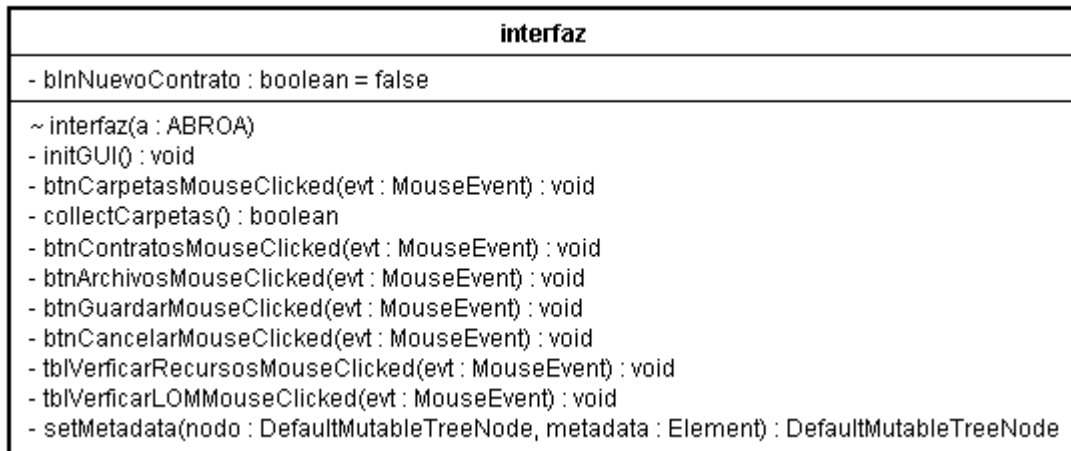 interfaz
- blnNuevoContrato : boolean = false
~ interfaz(a : ABROA)
- initGUI() : void
- btnCarpetasMouseClicked(evt : MouseEvent) : void
- collectCarpetas() : boolean
- btnContratosMouseClicked(evt : MouseEvent) : void
- btnArchivosMouseClicked(evt : MouseEvent) : void
- btnGuardarMouseClicked(evt : MouseEvent) : void
- btnCancelarMouseClicked(evt : MouseEvent) : void
- tblVerficarRecursosMouseClicked(evt : MouseEvent) : void
- tblVerficarLOMMouseClicked(evt : MouseEvent) : void
- setMetadata(nodo : DefaultMutableTreeNode, metadata : Element) : DefaultMutableTreeNode